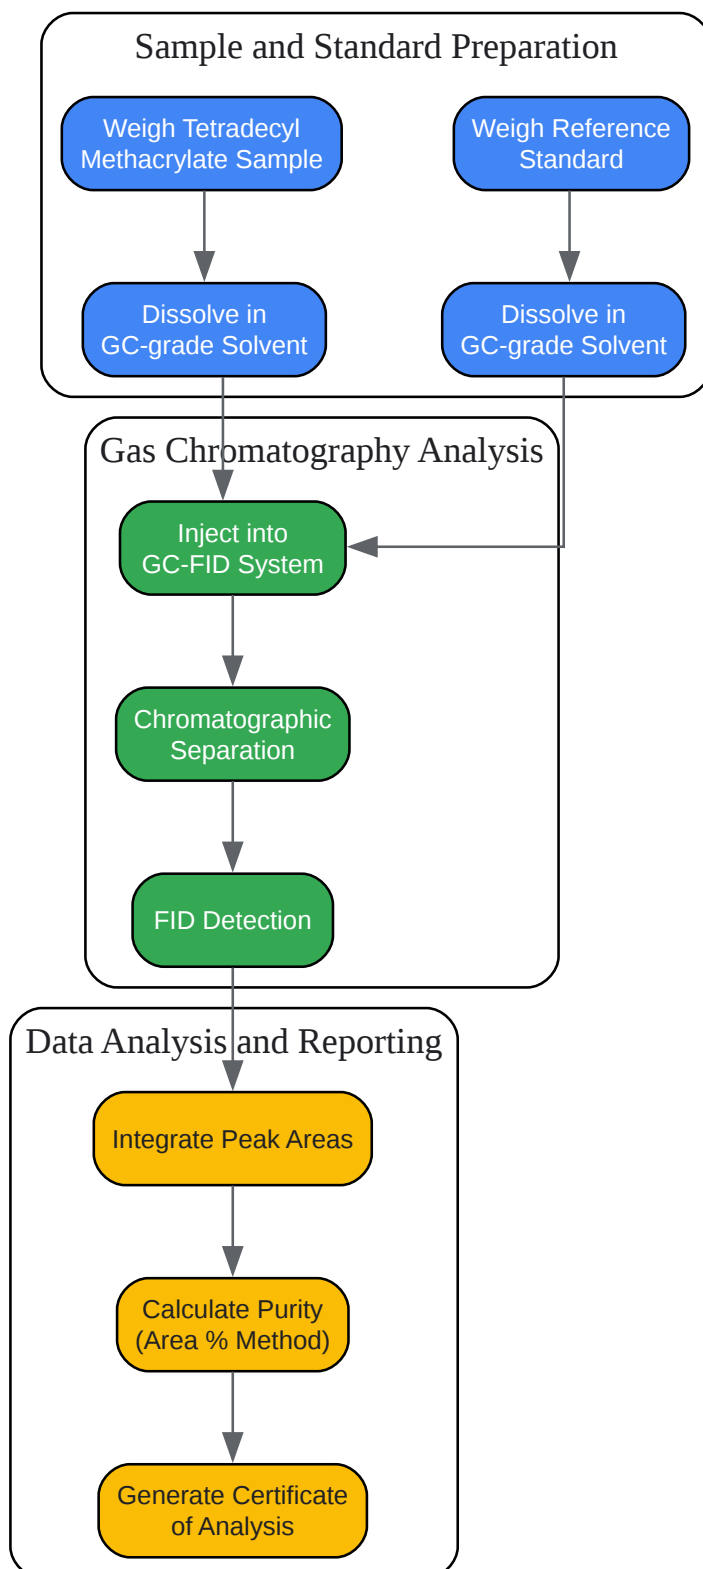 Sample and Standard Preparation
Weigh Tetradecyl
Methacrylate Sample
Weigh Reference
Standard
Dissolve in
GC-grade Solvent
Dissolve in
GC-grade Solvent
Gas Chromatography Analysis
Inject into
GC-FID System
Chromatographic
Separation
FID Detection
Data Analysis and Reporting
Integrate Peak Areas
Calculate Purity
(Area % Method)
Generate Certificate
of Analysis